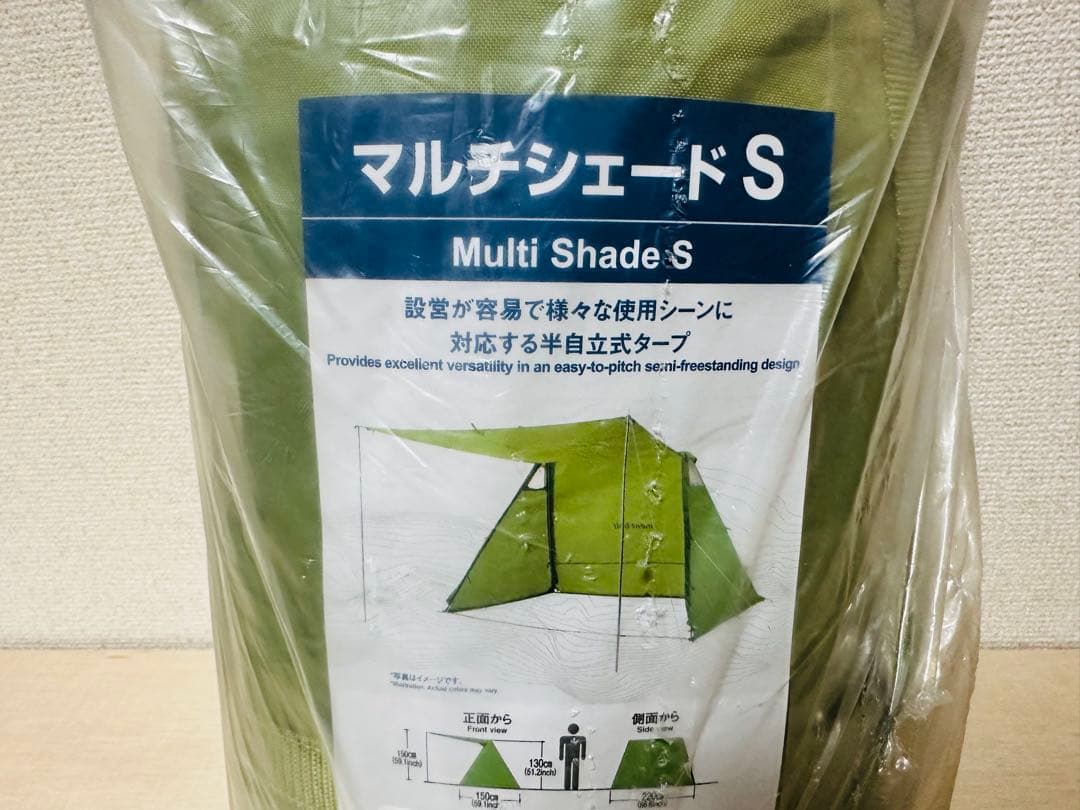 マルチシェード S
Multi Shade S
設営が容易で様々な使用シーンに
対応する半自立式タープ
Provides excellent versatility in an easy-to-pitch semi-freestanding design
mont-bell
*写真はイメージです。
*Illustration: Actual colors may vary.
正面から
Front view
側面から
Side view
150cm
(59.1inch)
130cm
(51.2inch)
150cm
(59.1inch)
220cm